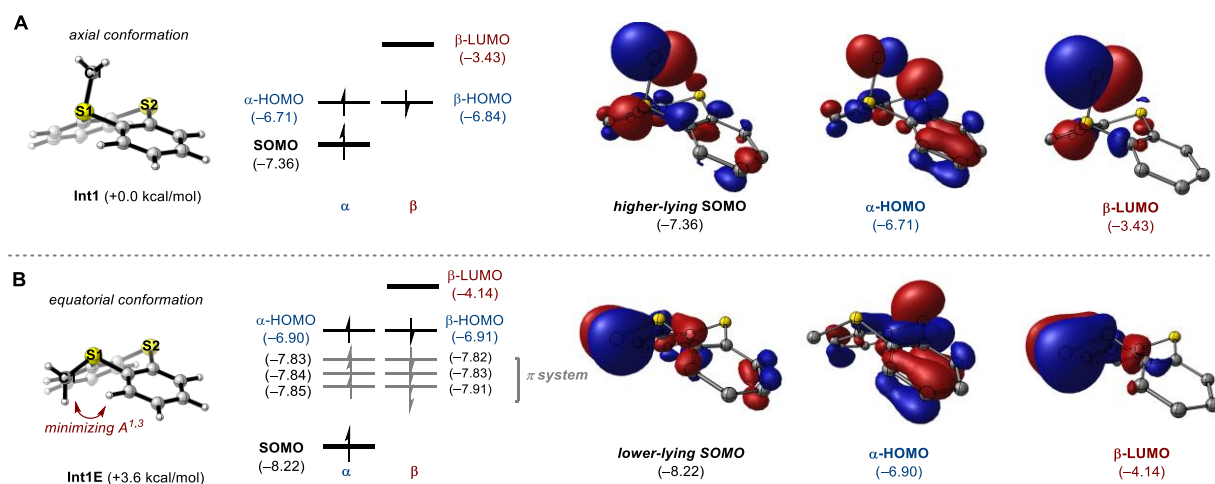 A
axial conformation
C1
S1
S2
Int1 (+0.0 kcal/mol)
β-LUMO
(–3.43)
α-HOMO
(–6.71)
β-HOMO
(–6.84)
SOMO
(–7.36)
α
β
higher-lying SOMO
(–7.36)
α-HOMO
(–6.71)
β-LUMO
(–3.43)
B
equatorial conformation
S1
S2
minimizing A1,3
Int1E (+3.6 kcal/mol)
β-LUMO
(–4.14)
α-HOMO
(–6.90)
β-HOMO
(–6.91)
(–7.83)
(–7.84)
(–7.85)
(–7.82)
(–7.83)
(–7.91)
π system
SOMO
(–8.22)
α
β
lower-lying SOMO
(–8.22)
α-HOMO
(–6.90)
β-LUMO
(–4.14)